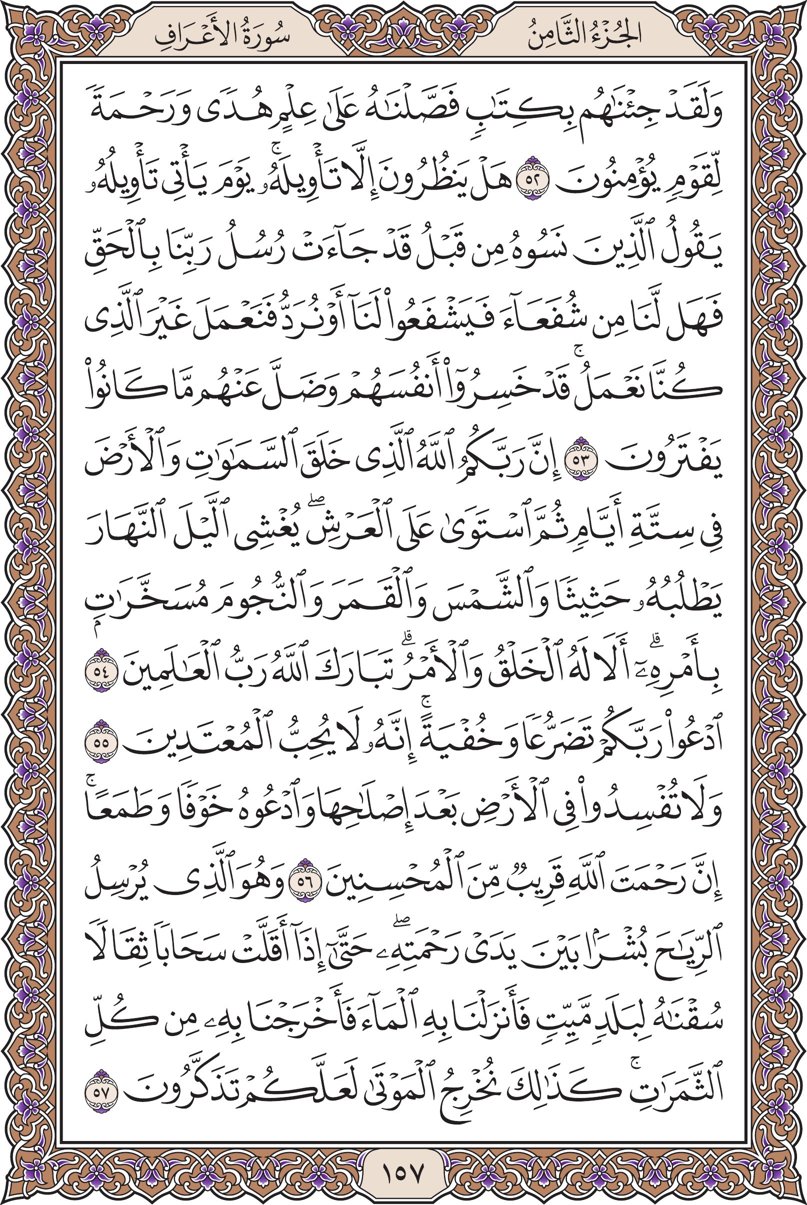 الجُزْءُ الثَّامِنُ
سُورَةُ الأَعْرَافِ
وَلَقَدْ جِئْنَٰهُم بِكِتَٰبٖ فَصَّلْنَٰهُ عَلَىٰ عِلْمٍ هُدٗى وَرَحْمَةٗ
لِّقَوْمٖ يُؤْمِنُونَ ٥٢ هَلْ يَنظُرُونَ إِلَّا تَأْوِيلَهُۥۚ يَوْمَ يَأْتِي تَأْوِيلُهُۥ
يَقُولُ ٱلَّذِينَ نَسُوهُ مِن قَبْلُ قَدْ جَآءَتْ رُسُلُ رَبِّنَا بِٱلْحَقِّ
فَهَل لَّنَا مِن شُفَعَآءَ فَيَشْفَعُوا۟ لَنَآ أَوْ نُرَدُّ فَنَعْمَلَ غَيْرَ ٱلَّذِي
كُنَّا نَعْمَلُۚ قَدْ خَسِرُوٓا۟ أَنفُسَهُمْ وَضَلَّ عَنْهُم مَّا كَانُوا۟
يَفْتَرُونَ ٥٣ إِنَّ رَبَّكُمُ ٱللَّهُ ٱلَّذِي خَلَقَ ٱلسَّمَٰوَٰتِ وَٱلْأَرْضَ
فِي سِتَّةِ أَيَّامٖ ثُمَّ ٱسْتَوَىٰ عَلَى ٱلْعَرْشِۖ يُغْشِي ٱلَّيْلَ ٱلنَّهَارَ
يَطْلُبُهُۥ حَثِيثٗا وَٱلشَّمْسَ وَٱلْقَمَرَ وَٱلنُّجُومَ مُسَخَّرَٰتِۭ
بِأَمْرِهِۦٓۗ أَلَا لَهُ ٱلْخَلْقُ وَٱلْأَمْرُۗ تَبَارَكَ ٱللَّهُ رَبُّ ٱلْعَٰلَمِينَ ٥٤
ٱدْعُوا۟ رَبَّكُمْ تَضَرُّعٗا وَخُفْيَةًۚ إِنَّهُۥ لَا يُحِبُّ ٱلْمُعْتَدِينَ ٥٥
وَلَا تُفْسِدُوا۟ فِي ٱلْأَرْضِ بَعْدَ إِصْلَٰحِهَا وَٱدْعُوهُ خَوْفٗا وَطَمَعًاۚ
إِنَّ رَحْمَتَ ٱللَّهِ قَرِيبٞ مِّنَ ٱلْمُحْسِنِينَ ٥٦ وَهُوَ ٱلَّذِي يُرْسِلُ
ٱلرِّيَٰحَ بُشْرَۢا بَيْنَ يَدَيْ رَحْمَتِهِۦۖ حَتَّىٰٓ إِذَآ أَقَلَّتْ سَحَابٗا ثِقَالٗا
سُقْنَٰهُ لِبَلَدٖ مَّيِّتٖ فَأَنزَلْنَا بِهِ ٱلْمَآءَ فَأَخْرَجْنَا بِهِۦ مِن كُلِّ
ٱلثَّمَرَٰتِۚ كَذَٰلِكَ نُخْرِجُ ٱلْمَوْتَىٰ لَعَلَّكُمْ تَذَكَّرُونَ ٥٧
١٥٧